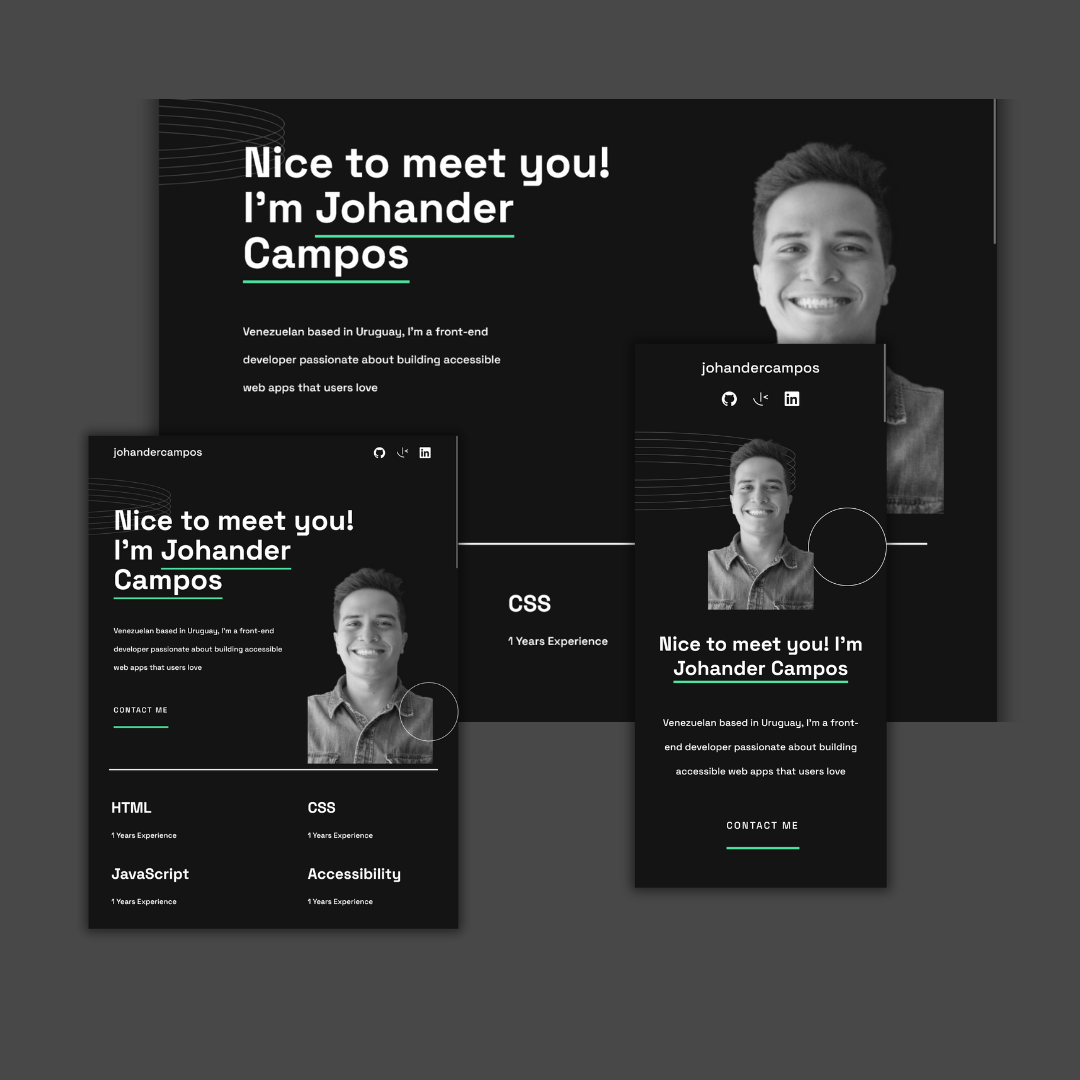 Nice to meet you!
I'm Johander
Campos
Venezuelan based in Uruguay, I'm a front-end
developer passionate about building accessible
web apps that users love
CSS
1 Years Experience
johandercampos
in
Nice to meet you!
I'm Johander
Campos
Venezuelan based in Uruguay, I'm a front-end
developer passionate about building accessible
web apps that users love
CONTACT ME
HTML
1 Years Experience
CSS
1 Years Experience
JavaScript
1 Years Experience
Accessibility
1 Years Experience
johandercampos
in
Nice to meet you! I'm
Johander Campos
Venezuelan based in Uruguay, I'm a front-
end developer passionate about building
accessible web apps that users love
CONTACT ME